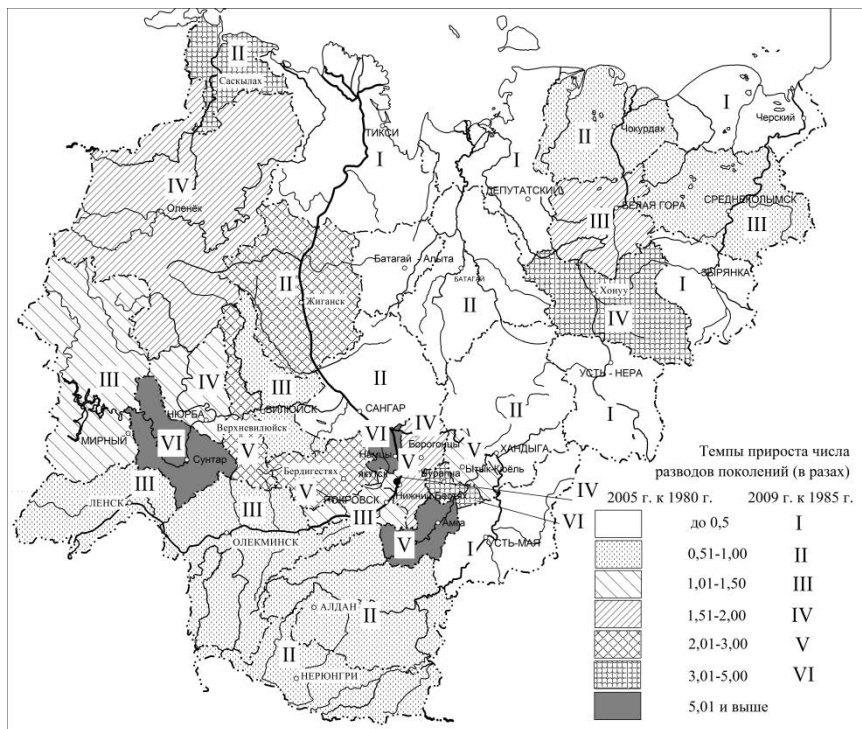 II
Саскылах
ТИКСИ
I
I
Черский
II
Чокурдах
I
IV
Оленёк
ДЕПУТАТСКИЙ
БЕЛАЯ ГОРА
III
СРЕДНЕКОЛЫМСК
III
Батагай Алыта
БАТАГАЙ
II
II
Жиганск
Хонуу
IV
ЗЫРЯНКА
I
III
IV
III
II
УСТЬ - НЕРА
I
НЮРБА
ВИЛЮЙСК
САНГАР
II
МИРНЫЙ
VI
Сунтар
Верхневилюйск
V
VI
IV
Намцы
Борогонцы
V
V
ХАНДЫГА
Бердигестях
ЯКУТСК
Чурапча
Ытык-Кюёль
V
Нижний Бестях
ПОКРОВСК
III
ЛЕНСК
III
ОЛЕКМИНСК
III
V
Амга
I
УСТЬ-МАЯ
IV
VI
II
АЛДАН
II
НЕРЮНГРИ
Темпы прироста числа
разводов поколений (в разах)
2005 г. к 1980 г. 2009 г. к 1985 г.
до 0,5 I
0,51-1,00 II
1,01-1,50 III
1,51-2,00 IV
2,01-3,00 V
3,01-5,00 VI
5,01 и выше